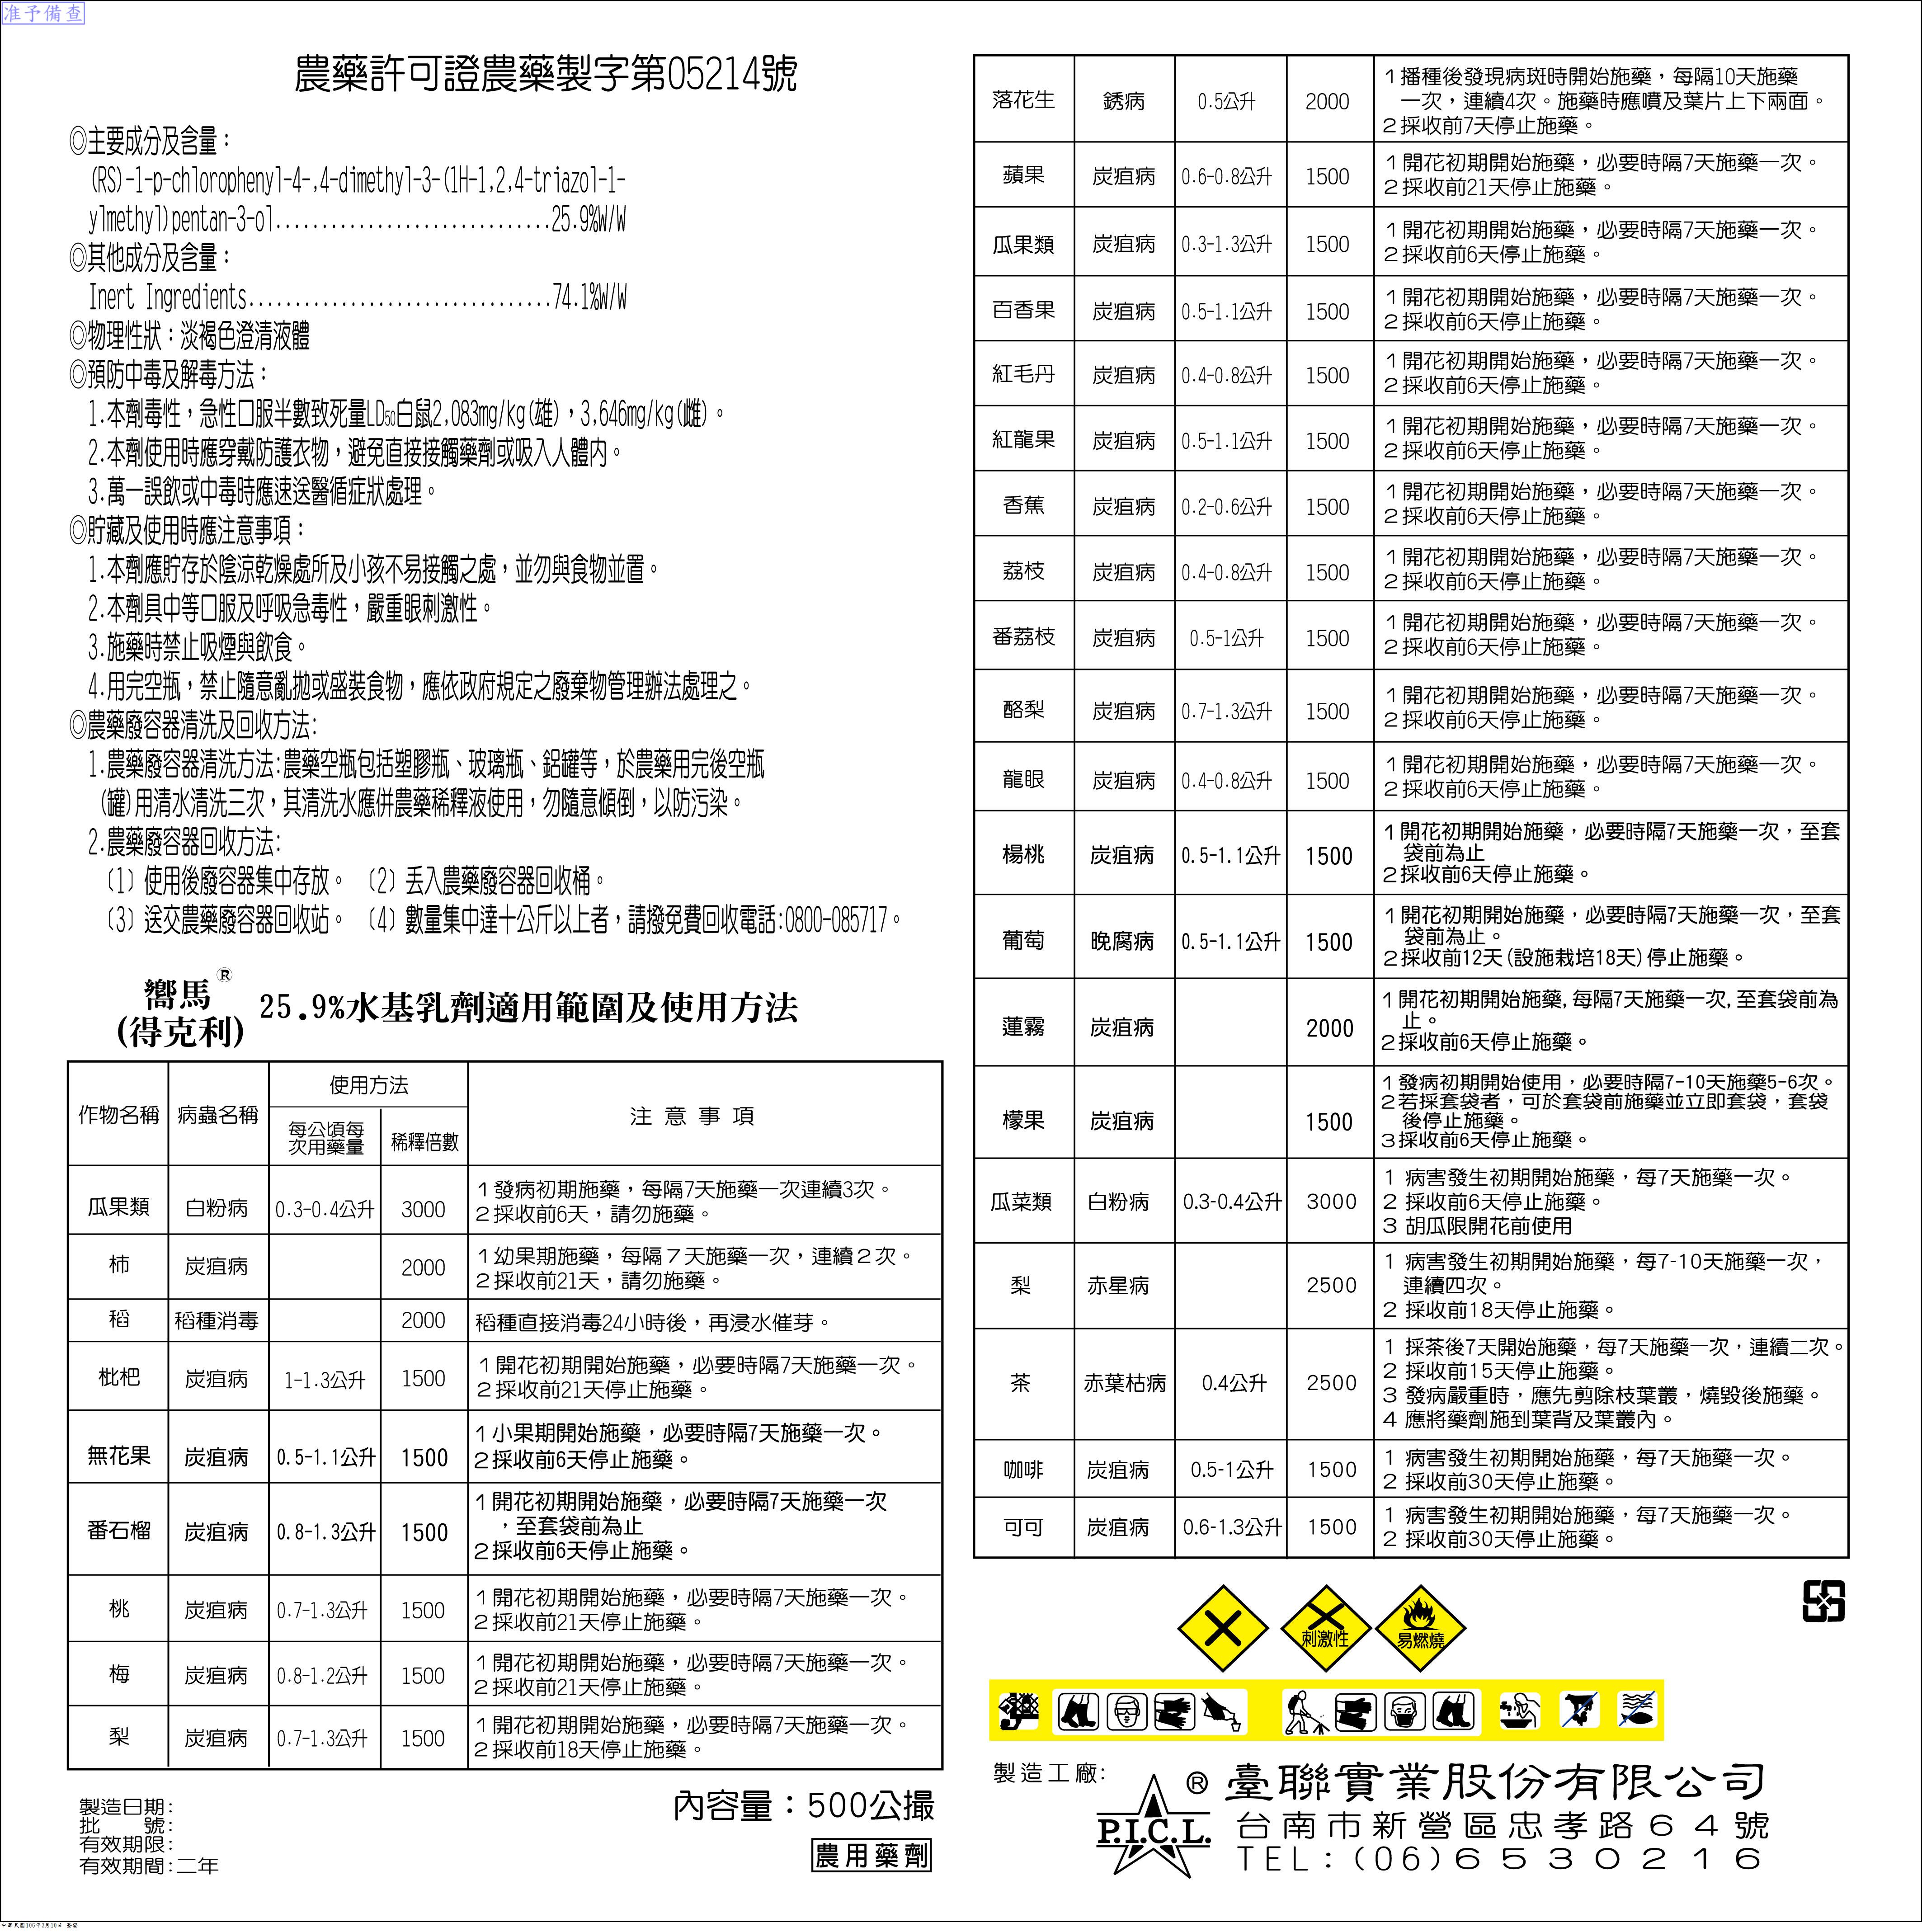 准予備查
農藥許可證農藥製字第05214號
◎主要成分及含量：
(RS)-1-p-chlorophenyl-4-,4-dimethyl-3-(1H-1,2,4-triazol-1-
ylmethyl)pentan-3-ol..............................25.9%W/W
◎其他成分及含量：
Inert Ingredients.................................74.1%W/W
◎物理性狀：淡褐色澄清液體
◎預防中毒及解毒方法：
1.本劑毒性，急性口服半數致死量LD50白鼠2,083mg/kg(雄)，3,646mg/kg(雌)。
2.本劑使用時應穿戴防護衣物，避免直接接觸藥劑或吸入人體內。
3.萬一誤飲或中毒時應速送醫循症狀處理。
◎貯藏及使用時應注意事項：
1.本劑應貯存於陰涼乾燥處所及小孩不易接觸之處，並勿與食物並置。
2.本劑具中等口服及呼吸急毒性，嚴重眼刺激性。
3.施藥時禁止吸煙與飲食。
4.用完空瓶，禁止隨意亂拋或盛裝食物，應依政府規定之廢棄物管理辦法處理之。
◎農藥廢容器清洗及回收方法:
1.農藥廢容器清洗方法:農藥空瓶包括塑膠瓶、玻璃瓶、鋁罐等，於農藥用完後空瓶
(罐)用清水清洗三次，其清洗水應併農藥稀釋液使用，勿隨意傾倒，以防污染。
2.農藥廢容器回收方法:
(1) 使用後廢容器集中存放。 (2) 丟入農藥廢容器回收桶。
(3) 送交農藥廢容器回收站。 (4) 數量集中達十公斤以上者，請撥免費回收電話:0800-085717。
嚮馬®
(得克利) 25.9%水基乳劑適用範圍及使用方法
作物名稱 病蟲名稱 使用方法 注意事項
每公頃每次用藥量 稀釋倍數
瓜果類 白粉病 0.3-0.4公升 3000 1發病初期施藥，每隔7天施藥一次連續3次。
2採收前6天，請勿施藥。
柿 炭疽病 2000 1幼果期施藥，每隔７天施藥一次，連續２次。
2採收前21天，請勿施藥。
稻 稻種消毒 2000 稻種直接消毒24小時後，再浸水催芽。
枇杷 炭疽病 1-1.3公升 1500 1開花初期開始施藥，必要時隔7天施藥一次。
2採收前21天停止施藥。
無花果 炭疽病 0.5-1.1公升 1500 1小果期開始施藥，必要時隔7天施藥一次。
2採收前6天停止施藥。
番石榴 炭疽病 0.8-1.3公升 1500 1開花初期開始施藥，必要時隔7天施藥一次
，至套袋前為止
2採收前6天停止施藥。
桃 炭疽病 0.7-1.3公升 1500 1開花初期開始施藥，必要時隔7天施藥一次。
2採收前21天停止施藥。
梅 炭疽病 0.8-1.2公升 1500 1開花初期開始施藥，必要時隔7天施藥一次。
2採收前21天停止施藥。
梨 炭疽病 0.7-1.3公升 1500 1開花初期開始施藥，必要時隔7天施藥一次。
2採收前18天停止施藥。
製造日期:
批　　號:
有效期限:
有效期間:二年
內容量：500公撮
農用藥劑
落花生 銹病 0.5公升 2000 1播種後發現病斑時開始施藥，每隔10天施藥
一次，連續4次。施藥時應噴及葉片上下兩面。
2採收前7天停止施藥。
蘋果 炭疽病 0.6-0.8公升 1500 1開花初期開始施藥，必要時隔7天施藥一次。
2採收前21天停止施藥。
瓜果類 炭疽病 0.3-1.3公升 1500 1開花初期開始施藥，必要時隔7天施藥一次。
2採收前6天停止施藥。
百香果 炭疽病 0.5-1.1公升 1500 1開花初期開始施藥，必要時隔7天施藥一次。
2採收前6天停止施藥。
紅毛丹 炭疽病 0.4-0.8公升 1500 1開花初期開始施藥，必要時隔7天施藥一次。
2採收前6天停止施藥。
紅龍果 炭疽病 0.5-1.1公升 1500 1開花初期開始施藥，必要時隔7天施藥一次。
2採收前6天停止施藥。
香蕉 炭疽病 0.2-0.6公升 1500 1開花初期開始施藥，必要時隔7天施藥一次。
2採收前6天停止施藥。
荔枝 炭疽病 0.4-0.8公升 1500 1開花初期開始施藥，必要時隔7天施藥一次。
2採收前6天停止施藥。
番荔枝 炭疽病 0.5-1公升 1500 1開花初期開始施藥，必要時隔7天施藥一次。
2採收前6天停止施藥。
酪梨 炭疽病 0.7-1.3公升 1500 1開花初期開始施藥，必要時隔7天施藥一次。
2採收前6天停止施藥。
龍眼 炭疽病 0.4-0.8公升 1500 1開花初期開始施藥，必要時隔7天施藥一次。
2採收前6天停止施藥。
楊桃 炭疽病 0.5-1.1公升 1500 1開花初期開始施藥，必要時隔7天施藥一次，至套
袋前為止
2採收前6天停止施藥。
葡萄 晚腐病 0.5-1.1公升 1500 1開花初期開始施藥，必要時隔7天施藥一次，至套
袋前為止。
2採收前12天(設施栽培18天)停止施藥。
蓮霧 炭疽病 2000 1開花初期開始施藥,每隔7天施藥一次,至套袋前為
止。
2採收前6天停止施藥。
檬果 炭疽病 1500 1發病初期開始使用，必要時隔7-10天施藥5-6次。
2若採套袋者，可於套袋前施藥並立即套袋，套袋
後停止施藥。
3採收前6天停止施藥。
瓜菜類 白粉病 0.3-0.4公升 3000 1 病害發生初期開始施藥，每7天施藥一次。
2 採收前6天停止施藥。
3 胡瓜限開花前使用
梨 赤星病 2500 1 病害發生初期開始施藥，每7-10天施藥一次，
連續四次。
2 採收前18天停止施藥。
茶 赤葉枯病 0.4公升 2500 1 採茶後7天開始施藥，每7天施藥一次，連續二次。
2 採收前15天停止施藥。
3 發病嚴重時，應先剪除枝葉叢，燒毀後施藥。
4 應將藥劑施到葉背及葉叢內。
咖啡 炭疽病 0.5-1公升 1500 1 病害發生初期開始施藥，每7天施藥一次。
2 採收前30天停止施藥。
可可 炭疽病 0.6-1.3公升 1500 1 病害發生初期開始施藥，每7天施藥一次。
2 採收前30天停止施藥。
刺激性 易燃燒
製造工廠:
P.I.C.L. ® 臺聯實業股份有限公司
台南市新營區忠孝路６４號
TEL：(06)６５３０２１６
中華民國106年3月10日